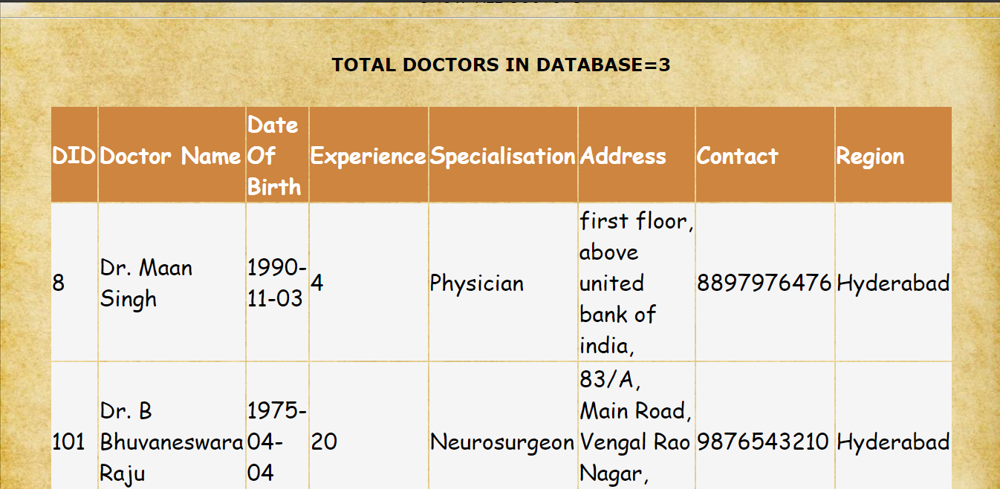 TOTAL DOCTORS IN DATABASE=3
DID Doctor Name Date Of Birth Experience Specialisation Address Contact Region
8 Dr. Maan Singh 1990-11-03 4 Physician first floor, above united bank of india, 8897976476 Hyderabad
101 Dr. B Bhuvaneswara Raju 1975-04-04 20 Neurosurgeon 83/A, Main Road, Vengal Rao Nagar, 9876543210 Hyderabad